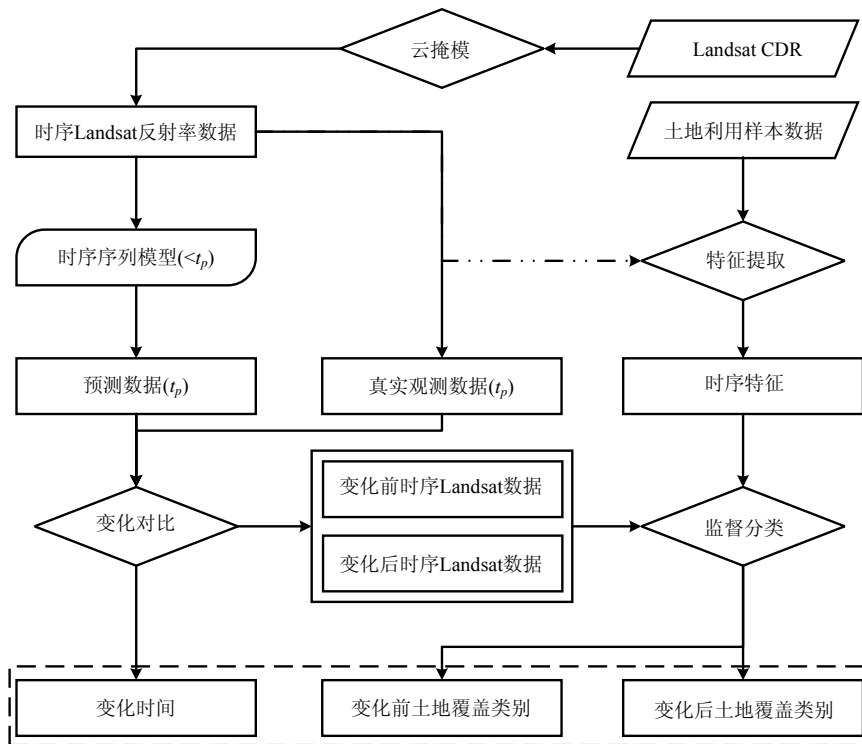 云掩模
Landsat CDR
时序Landsat反射率数据
土地利用样本数据
时序序列模型(<tp)
特征提取
预测数据(tp)
真实观测数据(tp)
时序特征
变化前时序Landsat数据
变化对比
监督分类
变化后时序Landsat数据
变化时间
变化前土地覆盖类别
变化后土地覆盖类别